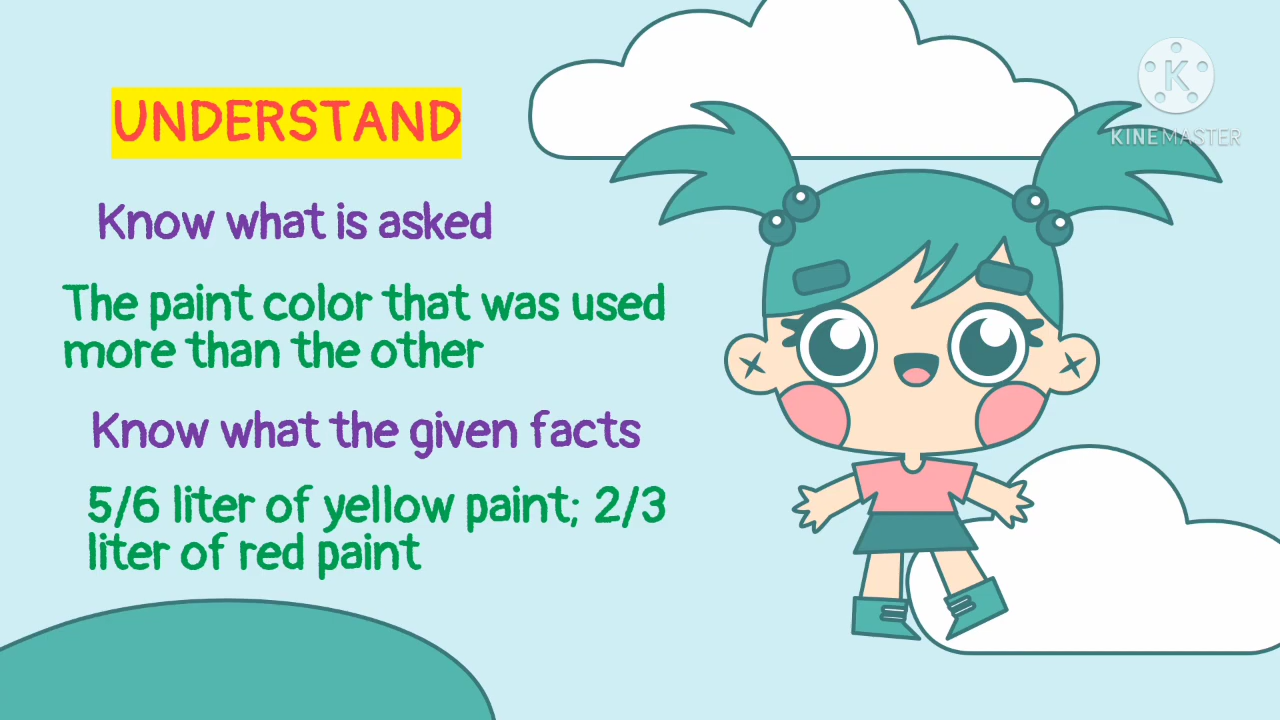 UNDERSTAND
Know what is asked
The paint color that was used
more than the other
Know what the given facts
5/6 liter of yellow paint; 2/3
liter of red paint
K
KINEMASTER